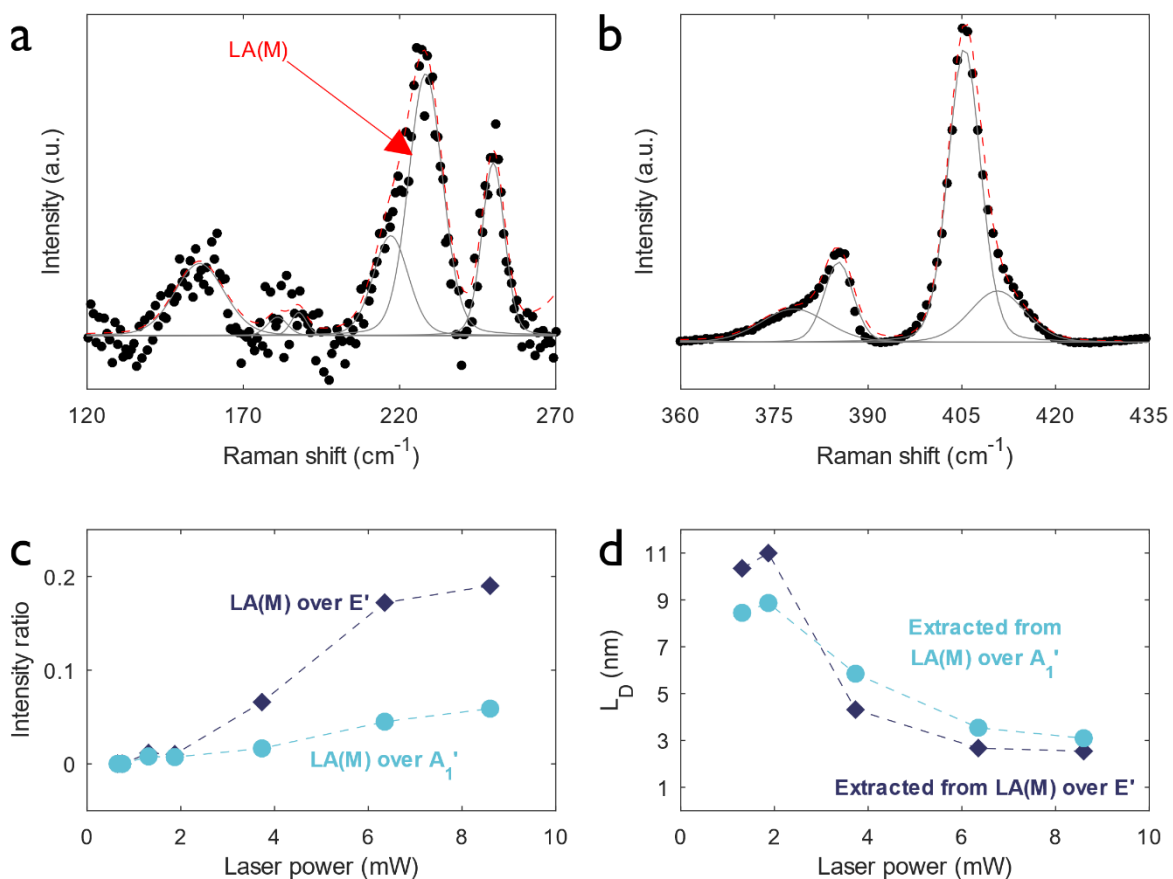 a
LA(M)
Intensity (a.u.)
120 170 220 270
Raman shift (cm⁻¹)
b
Intensity (a.u.)
360 375 390 405 420 435
Raman shift (cm⁻¹)
c
0.2
0.1
0
Intensity ratio
LA(M) over E'
LA(M) over A₁'
0 2 4 6 8 10
Laser power (mW)
d
11
9
7
5
3
1
L_D (nm)
Extracted from
LA(M) over A₁'
Extracted from LA(M) over E'
0 2 4 6 8 10
Laser power (mW)